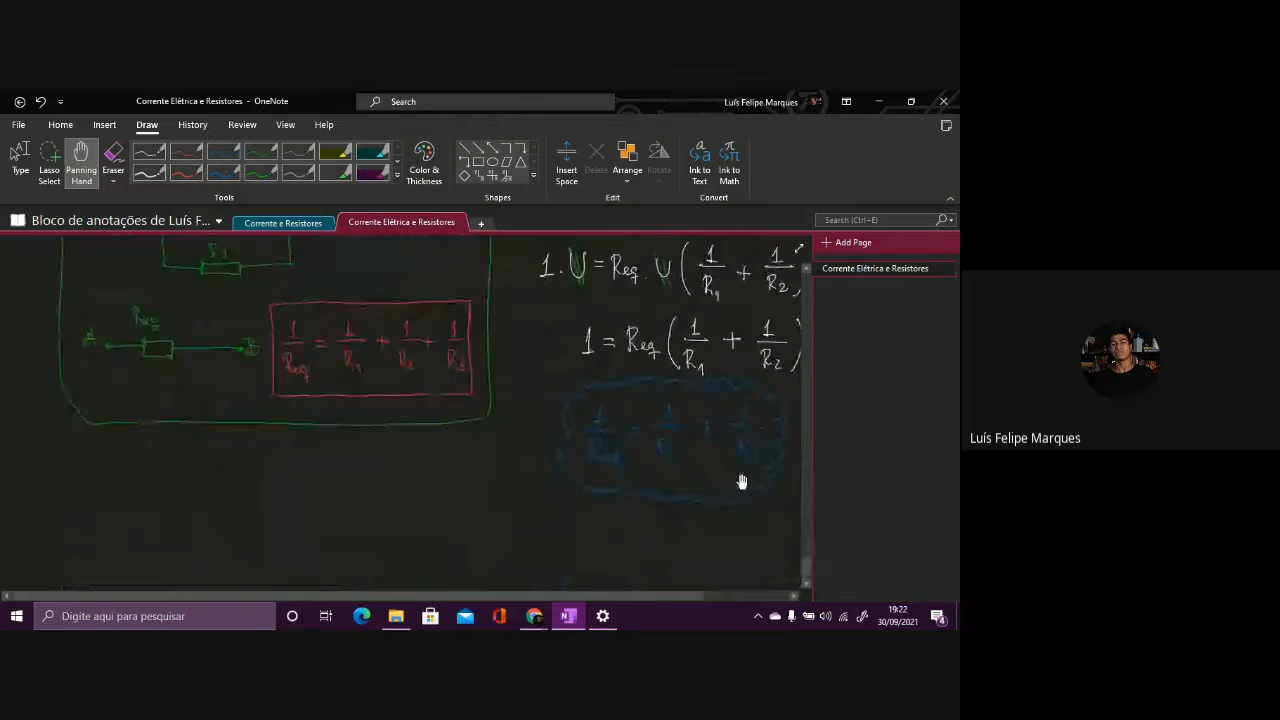 Corrente Elétrica e Resistores - OneNote
Search
Luís Felipe Marques
File Home Insert Draw History Review View Help
Type
Lasso Select
Panning Hand
Eraser
Color & Thickness
Insert Space
Delete
Arrange
Rotate
Ink to Text
Ink to Math
Tools
Shapes
Edit
Convert
Bloco de anotações de Luís F...
Corrente e Resistores
Corrente Elétrica e Resistores
Search (Ctrl+E)
Add Page
Corrente Elétrica e Resistores
R3
1.U = Req. U (1/R1 + 1/R2)
Req
A
B
1/Req = 1/R1 + 1/R2 + 1/R3
1 = Req (1/R1 + 1/R2)
Luís Felipe Marques
Digite aqui para pesquisar
19:22
30/09/2021
4